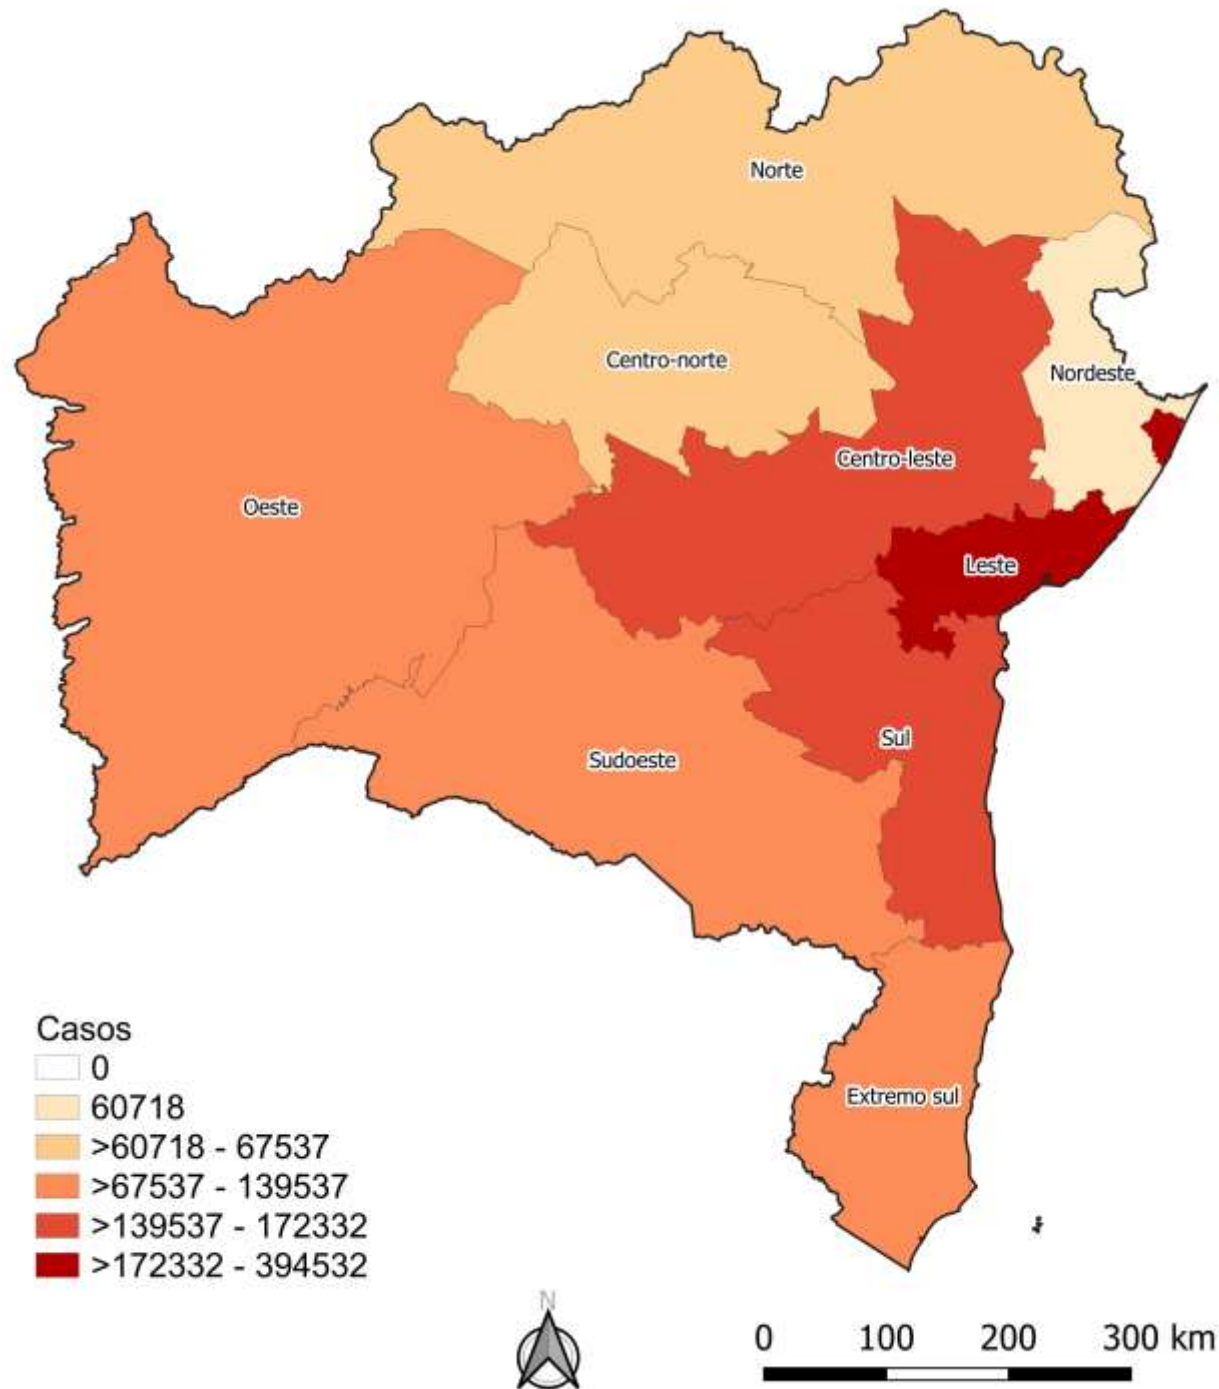 Norte
Centro-norte
Nordeste
Centro-leste
Oeste
Leste
Sul
Sudoeste
Extremo sul
Casos
0
60718
>60718 - 67537
>67537 - 139537
>139537 - 172332
>172332 - 394532
N
0 100 200 300 km